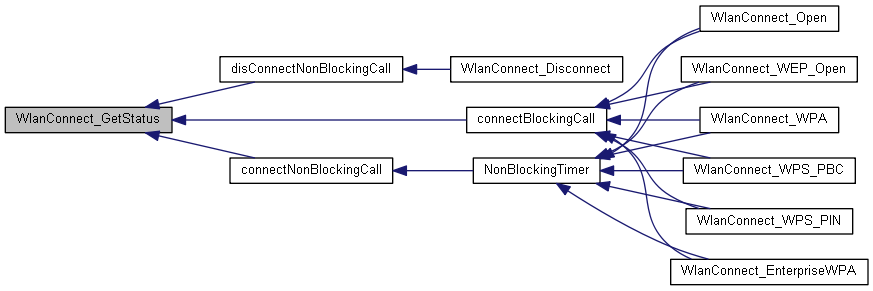 WlanConnect_Open
disConnectNonBlockingCall
WlanConnect_Disconnect
WlanConnect_WEP_Open
WlanConnect_GetStatus
connectBlockingCall
WlanConnect_WPA
connectNonBlockingCall
NonBlockingTimer
WlanConnect_WPS_PBC
WlanConnect_WPS_PIN
WlanConnect_EnterpriseWPA